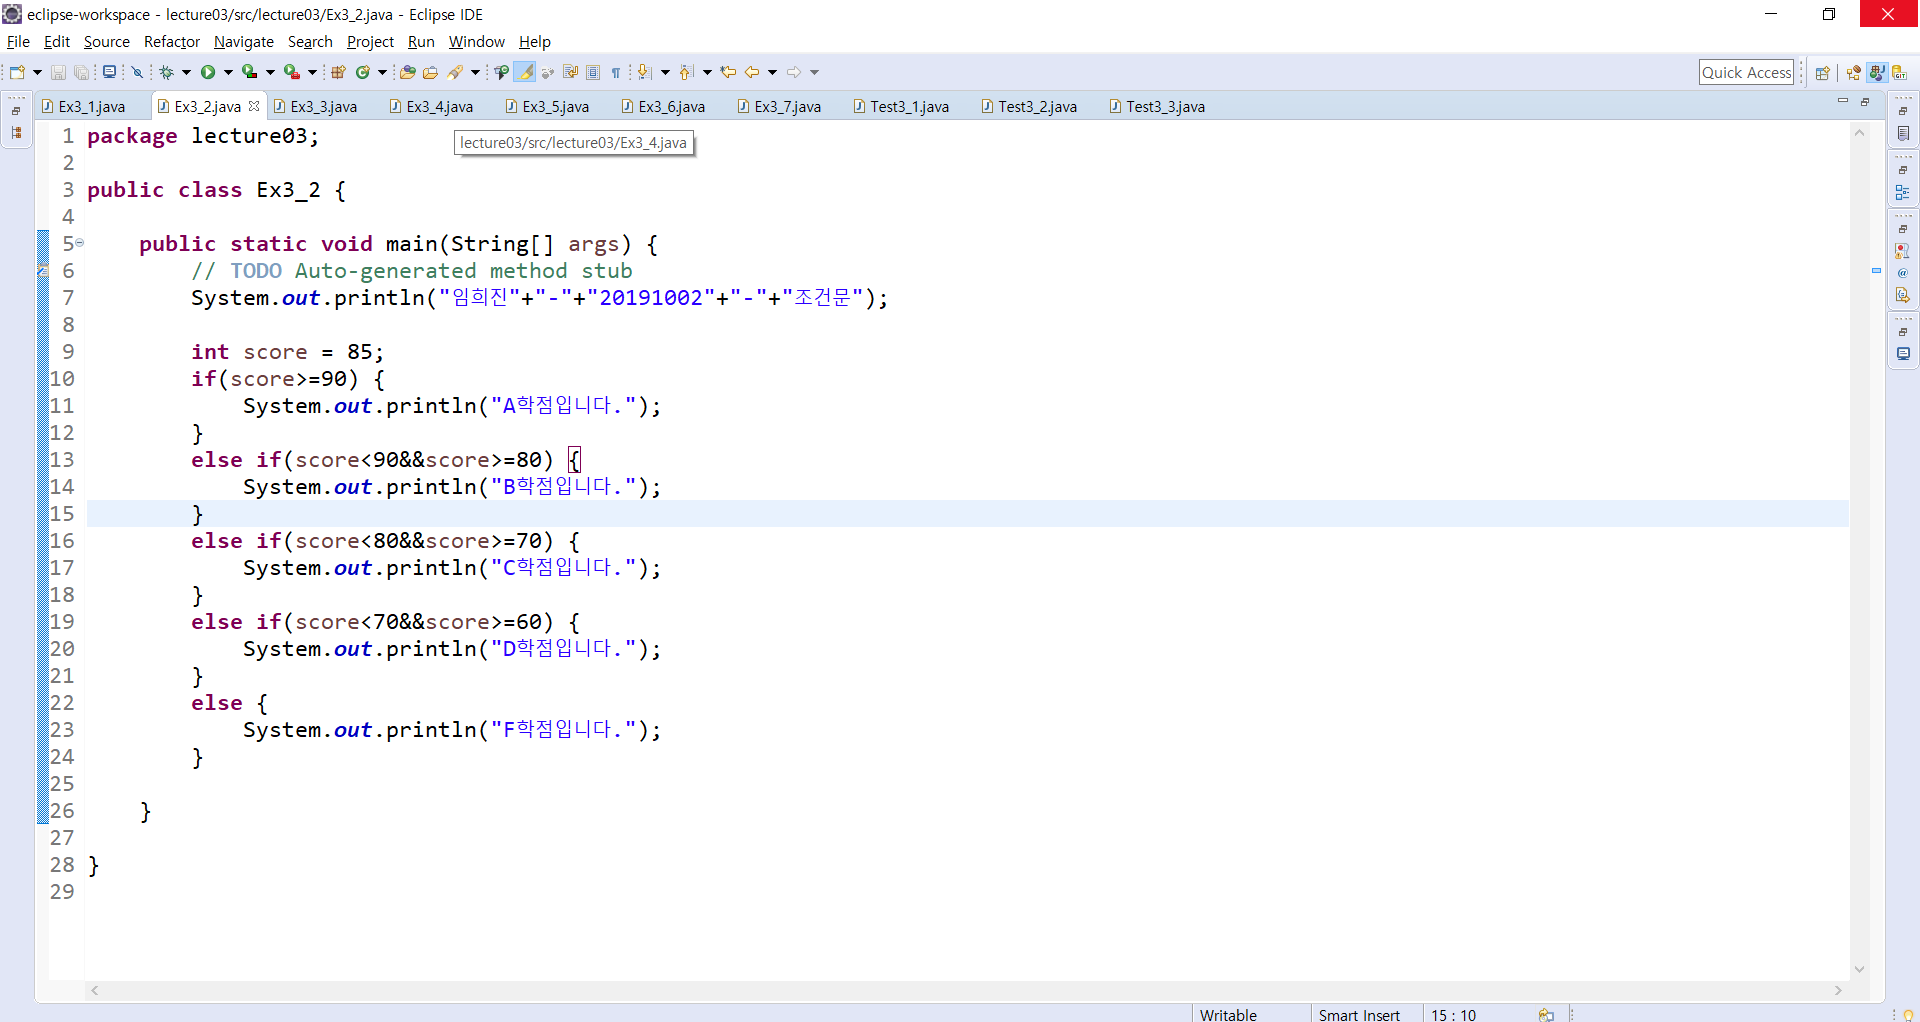 eclipse-workspace - lecture03/src/lecture03/Ex3_2.java - Eclipse IDE
File Edit Source Refactor Navigate Search Project Run Window Help
Quick Access
Ex3_1.java Ex3_2.java Ex3_3.java Ex3_4.java Ex3_5.java Ex3_6.java Ex3_7.java Test3_1.java Test3_2.java Test3_3.java
lecture03/src/lecture03/Ex3_4.java
1 package lecture03;
2
3 public class Ex3_2 {
4
5 public static void main(String[] args) {
6 // TODO Auto-generated method stub
7 System.out.println("임희진"+"-"+"20191002"+"-"+"조건문");
8
9 int score = 85;
10 if(score>=90) {
11 System.out.println("A학점입니다.");
12 }
13 else if(score<90&&score>=80) {
14 System.out.println("B학점입니다.");
15 }
16 else if(score<80&&score>=70) {
17 System.out.println("C학점입니다.");
18 }
19 else if(score<70&&score>=60) {
20 System.out.println("D학점입니다.");
21 }
22 else {
23 System.out.println("F학점입니다.");
24 }
25
26 }
27
28 }
29
Writable Smart Insert 15 : 10